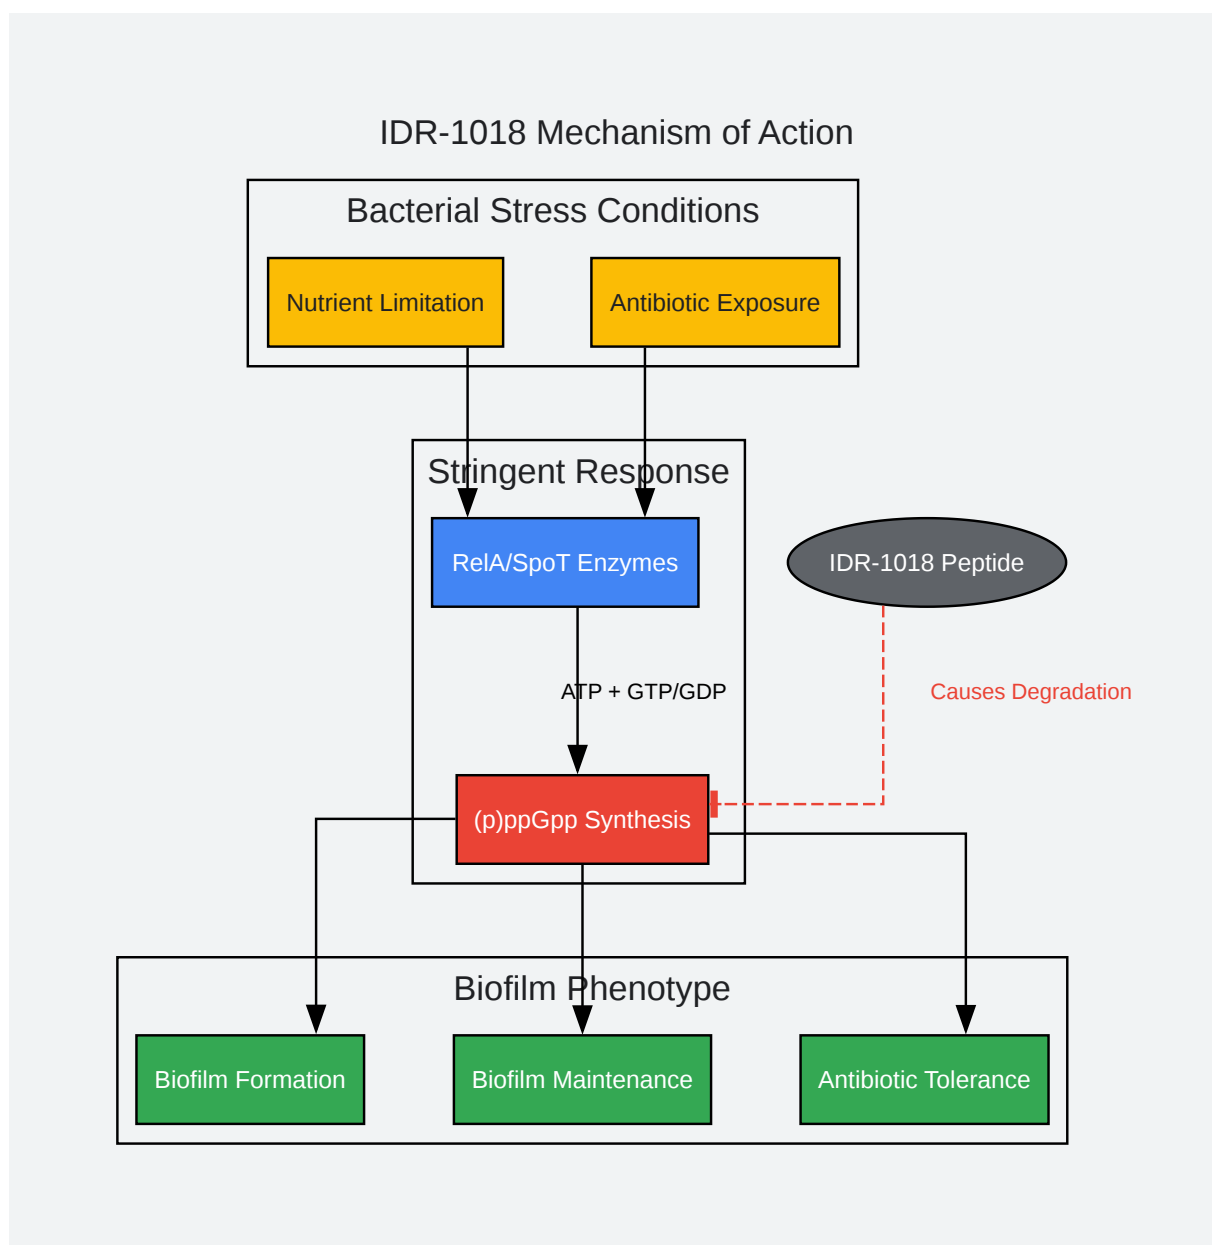 IDR-1018 Mechanism of Action
Bacterial Stress Conditions
Nutrient Limitation
Antibiotic Exposure
Stringent Response
RelA/SpoT Enzymes
IDR-1018 Peptide
ATP + GTP/GDP
Causes Degradation
(p)ppGpp Synthesis
Biofilm Phenotype
Biofilm Formation
Biofilm Maintenance
Antibiotic Tolerance